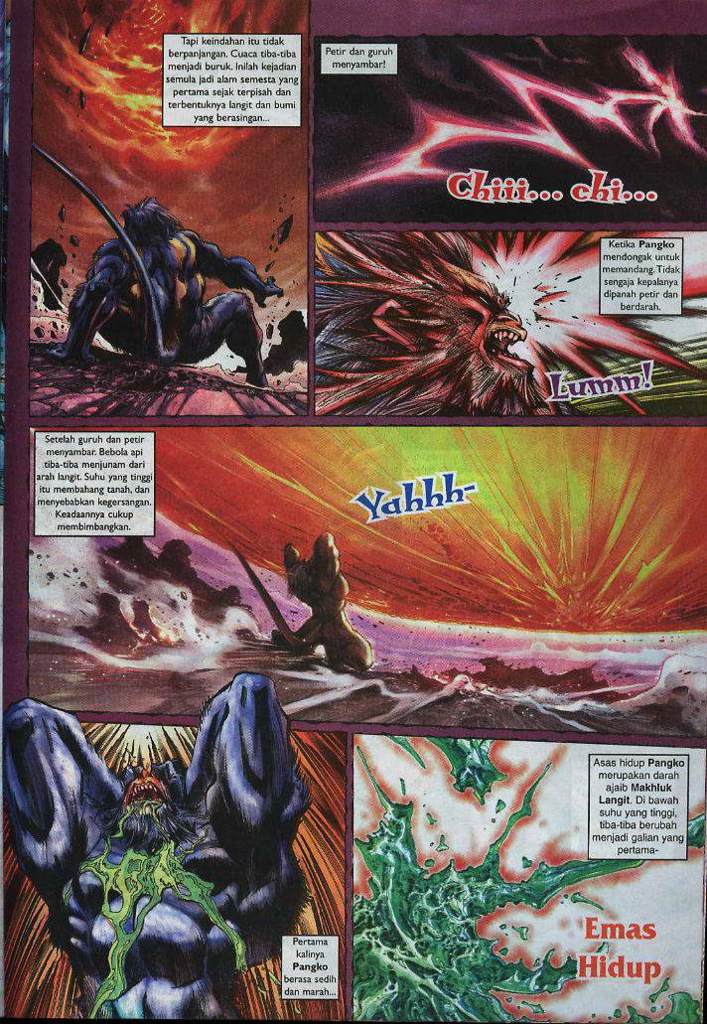 Tapi keindahan itu tidak
berpanjangan. Cuaca tiba-tiba
menjadi buruk. Inilah kejadian
semula jadi alam semesta yang
pertama sejak terpisah dan
terbentuknya langit dan bumi
yang berasingan...
Petir dan guruh
menyambar!
Chiii... chi...
Ketika Pangko
mendongak untuk
memandang. Tidak
sengaja kepalanya
dipanah petir dan
berdarah.
Lumm!
Setelah guruh dan petir
menyambar. Bebola api
tiba-tiba menjunam dari
arah langit. Suhu yang tinggi
itu membahang tanah, dan
menyebabkan kegersangan.
Keadaannya cukup
membimbangkan.
Yahhh-
Pertama
kalinya
Pangko
berasa sedih
dan marah...
Asas hidup Pangko
merupakan darah
ajaib Makhluk
Langit. Di bawah
suhu yang tinggi,
tiba-tiba berubah
menjadi galian yang
pertama-
Emas
Hidup